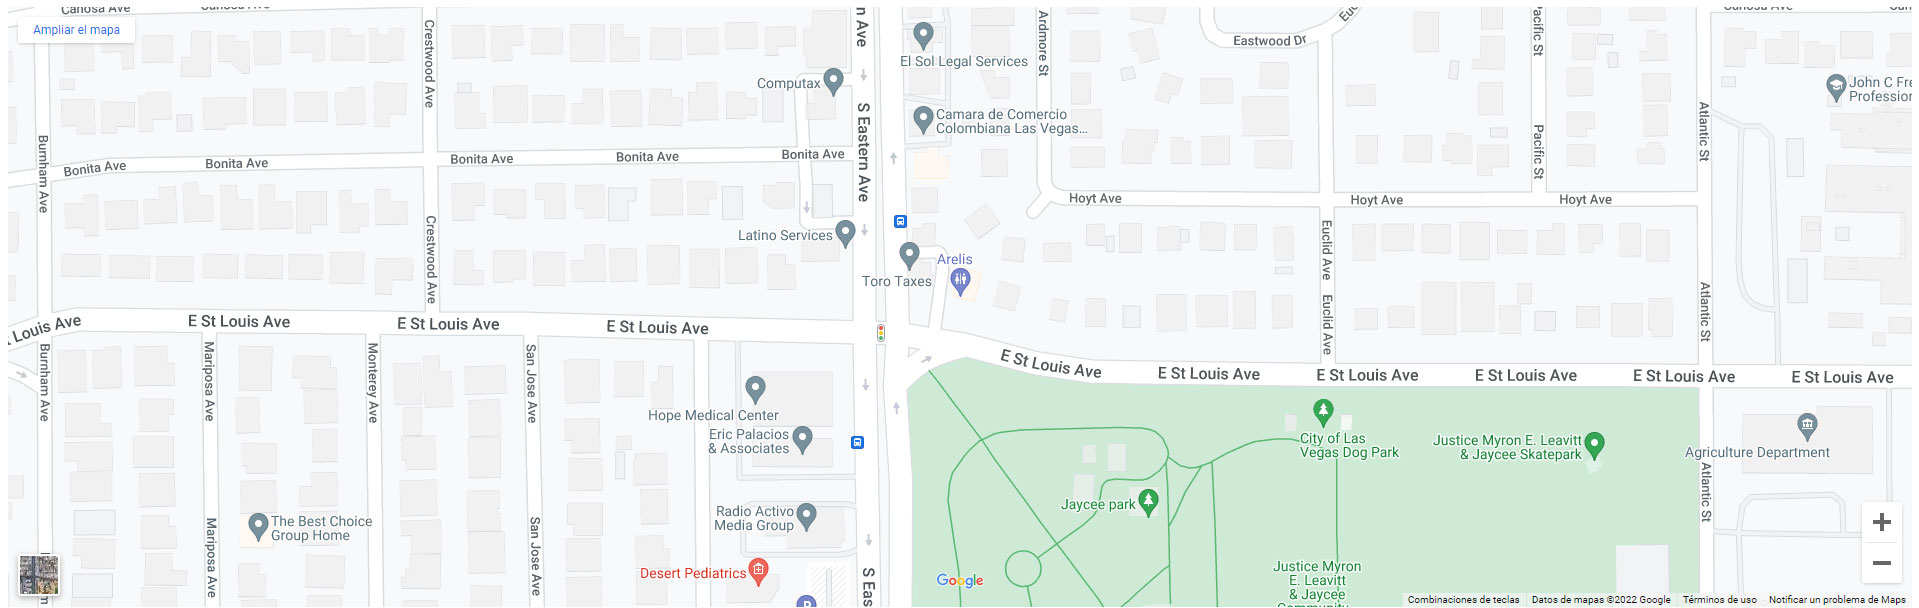 Canosa Ave
E St Louis Ave
Ampliar el mapa
Crestwood Ave
n Ave
El Sol Legal Services
Ardmore St
Eastwood Dr
Euc
Pacific St
Canosa Ave
John C Fre
Profession
Computax
Camara de Comercio
Colombiana Las Vegas...
S Eastern Ave
Pacific St
Atlantic St
Burnham Ave
Bonita Ave
Bonita Ave
Bonita Ave
Bonita Ave
Bonita Ave
Hoyt Ave
Hoyt Ave
Hoyt Ave
Crestwood Ave
Latino Services
Toro Taxes
Arelis
Euclid Ave
Euclid Ave
Atlantic St
t Louis Ave
E St Louis Ave
E St Louis Ave
E St Louis Ave
E St Louis Ave
E St Louis Ave
E St Louis Ave
E St Louis Ave
E St Louis Ave
E St Louis Ave
Burnham Ave
Mariposa Ave
Monterey Ave
San Jose Ave
Hope Medical Center
Eric Palacios
& Associates
City of Las
Vegas Dog Park
Justice Myron E. Leavitt
& Jaycee Skatepark
Agriculture Department
Atlantic St
Jaycee park
Radio Activo
Media Group
The Best Choice
Group Home
Mariposa Ave
San Jose Ave
Desert Pediatrics
S Eas
P
Google
Justice Myron
E. Leavitt
& Jaycee
Community
Combinaciones de teclas
Datos de mapas ©2022 Google
Términos de uso
Notificar un problema de Maps